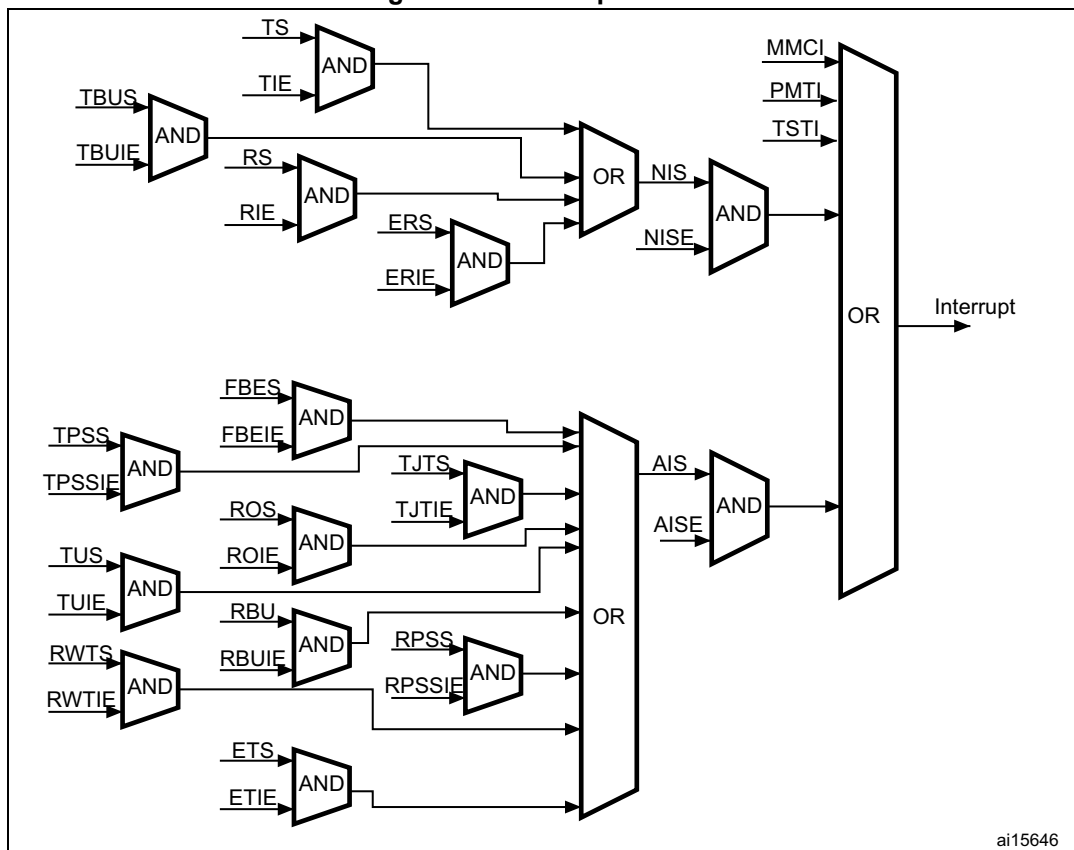 TS
AND
TIE
TBUS
AND
TBUIE
RS
AND
RIE
ERS
AND
ERIE
OR
NIS
AND
NISE
MMCI
PMTI
TSTI
OR
Interrupt
FBES
AND
FBEIE
TPSS
AND
TPSSIE
TJTS
AND
TJTIE
ROS
AND
ROIE
TUS
AND
TUIE
RBU
AND
RBUIE
RPSS
AND
RPSSIE
RWTS
AND
RWTIE
ETS
AND
ETIE
OR
AIS
AND
AISE
ai15646